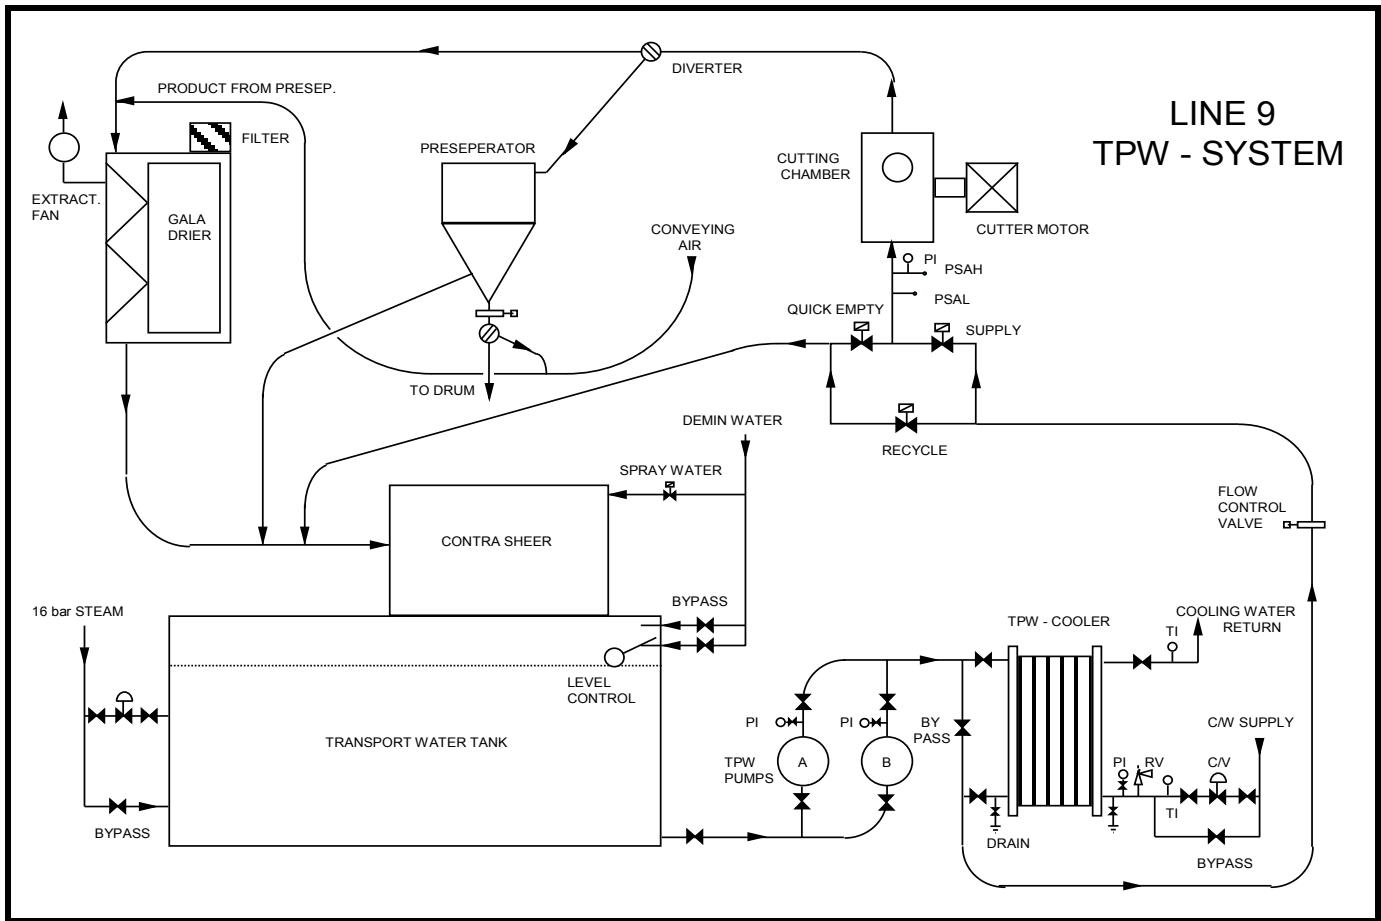 LINE 9
TPW - SYSTEM
DIVERTER
PRODUCT FROM PRESEP.
FILTER
PRESEPERATOR
CUTTING
CHAMBER
EXTRACT.
FAN
GALA
DRIER
CUTTER MOTOR
CONVEYING
AIR
PI
PSAH
PSAL
QUICK EMPTY
SUPPLY
TO DRUM
DEMIN WATER
RECYCLE
SPRAY WATER
FLOW
CONTROL
VALVE
CONTRA SHEER
16 bar STEAM
BYPASS
COOLING WATER
RETURN
TPW - COOLER
TI
LEVEL
CONTROL
PI
PI
BY
PASS
C/W SUPPLY
TRANSPORT WATER TANK
TPW
PUMPS
A
B
PI
RV
C/V
TI
BYPASS
DRAIN
BYPASS